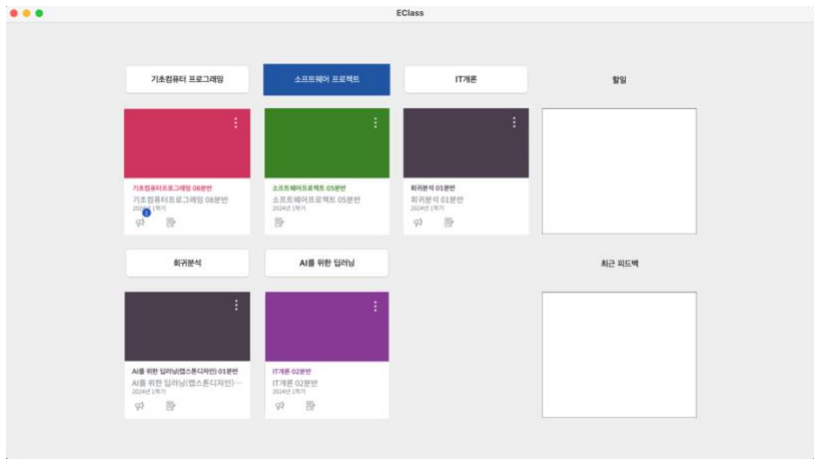 EClass
기초컴퓨터 프로그래밍
소프트웨어 프로젝트
IT개론
할일
기초컴퓨터프로그래밍 08분반
기초컴퓨터프로그래밍 08분반
2024년 1학기
소프트웨어프로젝트 05분반
소프트웨어프로젝트 05분반
2024년 1학기
회귀분석 01분반
회귀분석 01분반
2024년 1학기
회귀분석
AI를 위한 딥러닝
최근 피드백
AI를 위한 딥러닝(캡스톤디자인) 01분반
AI를 위한 딥러닝(캡스톤디자인)…
2024년 1학기
IT개론 02분반
IT개론 02분반
2024년 1학기